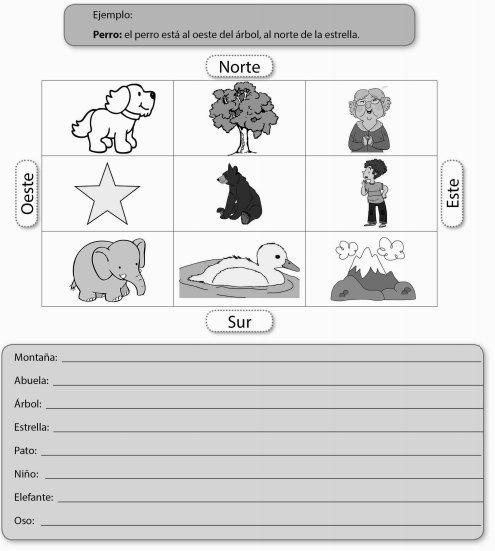 Ejemplo:
Perro: el perro está al oeste del árbol, al norte de la estrella.
Norte
Oeste
Este
Sur
Montaña:
Abuela:
Árbol:
Estrella:
Pato:
Niño:
Elefante:
Oso: